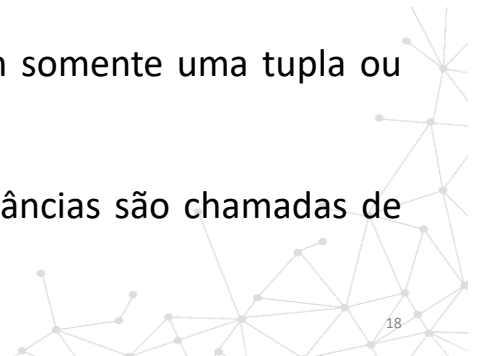 somente uma tupla ou
âncias são chamadas de
18